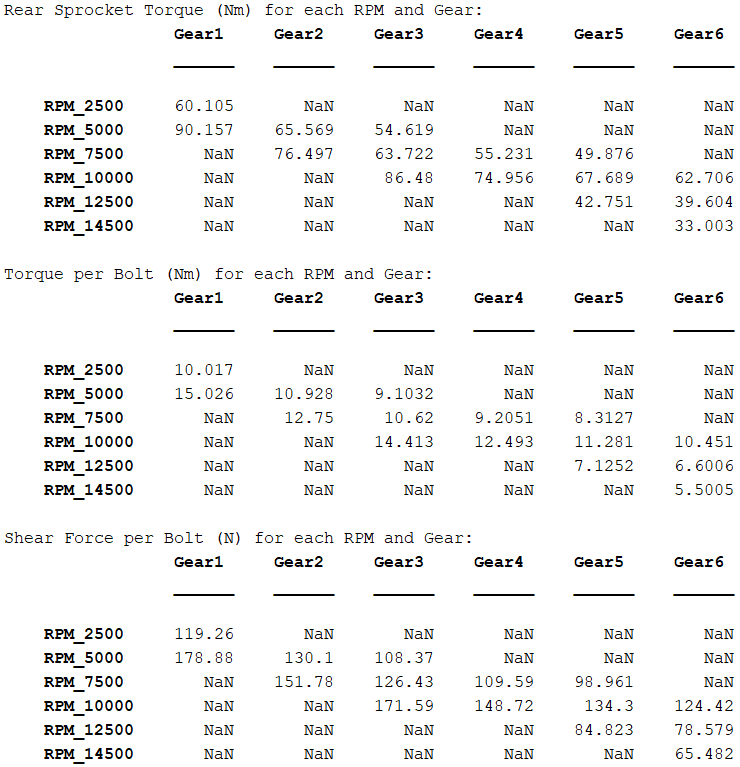 Rear Sprocket Torque (Nm) for each RPM and Gear:
Gear1 Gear2 Gear3 Gear4 Gear5 Gear6
RPM_2500 60.105 NaN NaN NaN NaN NaN
RPM_5000 90.157 65.569 54.619 NaN NaN NaN
RPM_7500 NaN 76.497 63.722 55.231 49.876 NaN
RPM_10000 NaN NaN 86.48 74.956 67.689 62.706
RPM_12500 NaN NaN NaN NaN 42.751 39.604
RPM_14500 NaN NaN NaN NaN NaN 33.003
Torque per Bolt (Nm) for each RPM and Gear:
Gear1 Gear2 Gear3 Gear4 Gear5 Gear6
RPM_2500 10.017 NaN NaN NaN NaN NaN
RPM_5000 15.026 10.928 9.1032 NaN NaN NaN
RPM_7500 NaN 12.75 10.62 9.2051 8.3127 NaN
RPM_10000 NaN NaN 14.413 12.493 11.281 10.451
RPM_12500 NaN NaN NaN NaN 7.1252 6.6006
RPM_14500 NaN NaN NaN NaN NaN 5.5005
Shear Force per Bolt (N) for each RPM and Gear:
Gear1 Gear2 Gear3 Gear4 Gear5 Gear6
RPM_2500 119.26 NaN NaN NaN NaN NaN
RPM_5000 178.88 130.1 108.37 NaN NaN NaN
RPM_7500 NaN 151.78 126.43 109.59 98.961 NaN
RPM_10000 NaN NaN 171.59 148.72 134.3 124.42
RPM_12500 NaN NaN NaN NaN 84.823 78.579
RPM_14500 NaN NaN NaN NaN NaN 65.482